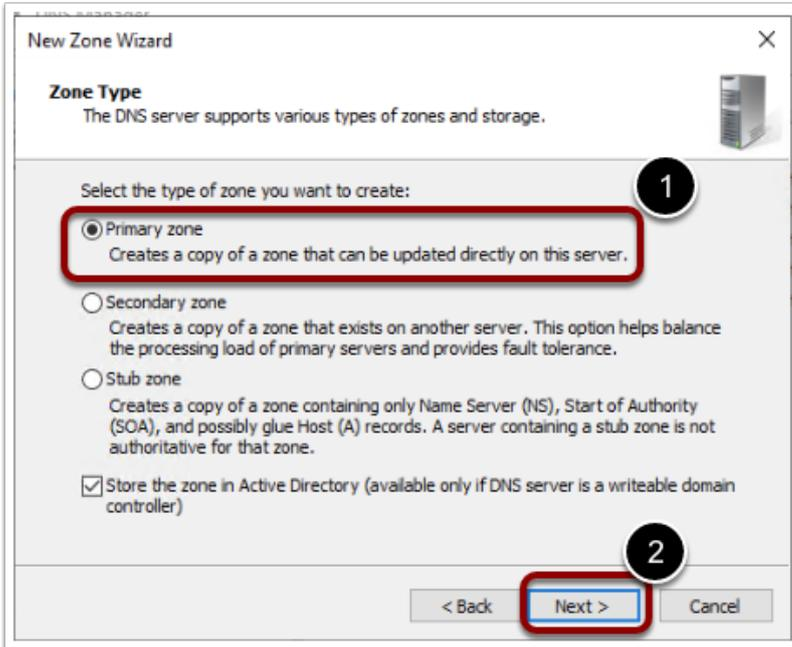 New Zone Wizard
Zone Type
The DNS server supports various types of zones and storage.
1
Select the type of zone you want to create:
Primary zone
Creates a copy of a zone that can be updated directly on this server.
Secondary zone
Creates a copy of a zone that exists on another server. This option helps balance
the processing load of primary servers and provides fault tolerance.
Stub zone
Creates a copy of a zone containing only Name Server (NS), Start of Authority
(SOA), and possibly glue Host (A) records. A server containing a stub zone is not
authoritative for that zone.
Store the zone in Active Directory (available only if DNS server is a writeable domain
controller)
2
< Back Next > Cancel